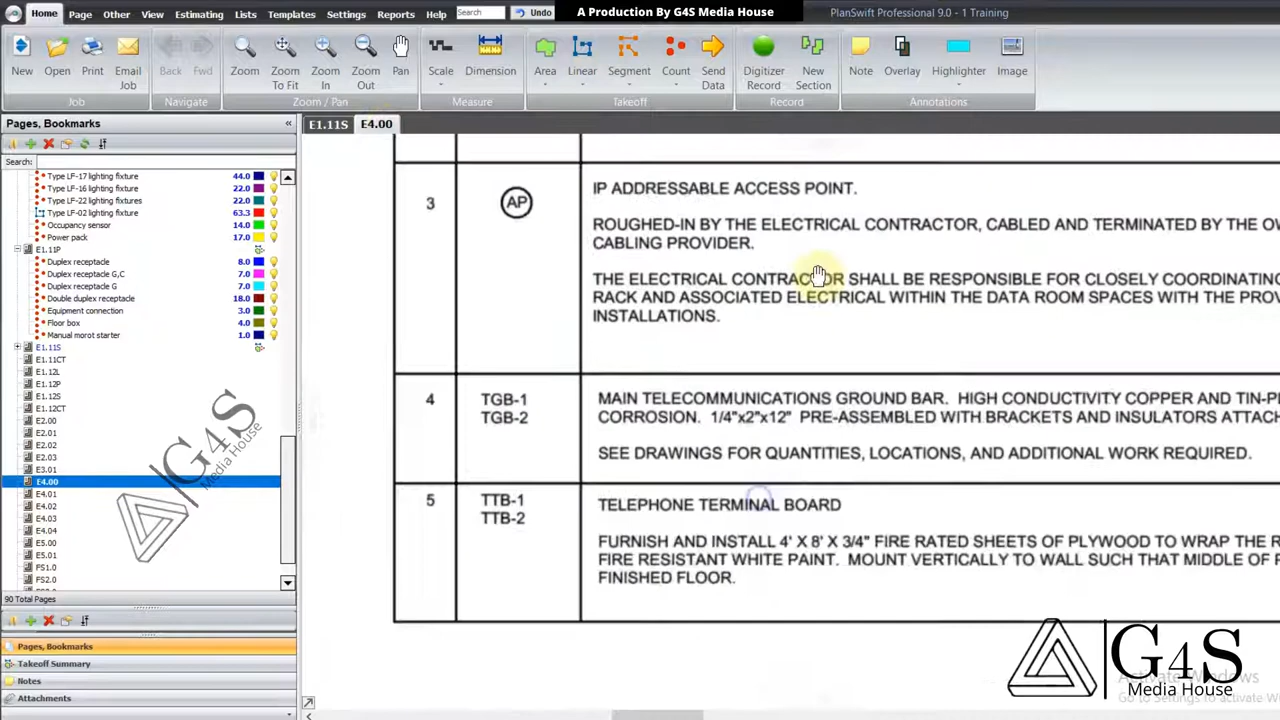 Home Page Other View Estimating Lists Templates Settings Reports Help Search Undo
A Production By G4S Media House
PlanSwift Professional 9.0 - 1 Training
New Open Print Email Job Back Fwd Zoom Zoom To Fit Zoom In Zoom Out Pan Scale Dimension Area Linear Segment Count Send Data Digitizer Record New Section Note Overlay Highlighter Image
Job Navigate Zoom / Pan Measure Takeoff Record Annotations
Pages, Bookmarks
E1.11S E4.00
Search:
Type LF-17 lighting fixture 44.0
Type LF-16 lighting fixture 22.0
Type LF-22 lighting fixtures 22.0
Type LF-02 lighting fixture 63.3
Occupancy sensor 14.0
Power pack 17.0
E1.11P
Duplex receptacle 8.0
Duplex receptacle G,C 7.0
Duplex receptacle G 7.0
Double duplex receptacle 18.0
Equipment connection 3.0
Floor box 4.0
Manual morot starter 1.0
E1.11S
E1.11CT
E1.12L
E1.12P
E1.12S
E1.12CT
E2.00
E2.01
E2.02
E2.03
E3.01
E4.00
E4.01
E4.02
E4.03
E4.04
E5.00
E5.01
FS1.0
FS2.0
90 Total Pages
Pages, Bookmarks
Takeoff Summary
Notes
Attachments
G4S
Media House
3 AP IP ADDRESSABLE ACCESS POINT.
ROUGHED-IN BY THE ELECTRICAL CONTRACTOR, CABLED AND TERMINATED BY THE
CABLING PROVIDER.
THE ELECTRICAL CONTRACTOR SHALL BE RESPONSIBLE FOR CLOSELY COORDINATING
RACK AND ASSOCIATED ELECTRICAL WITHIN THE DATA ROOM SPACES WITH THE
INSTALLATIONS.
4 TGB-1 MAIN TELECOMMUNICATIONS GROUND BAR. HIGH CONDUCTIVITY COPPER AND
TGB-2 CORROSION. 1/4"x2"x12" PRE-ASSEMBLED WITH BRACKETS AND INSULATORS
SEE DRAWINGS FOR QUANTITIES, LOCATIONS, AND ADDITIONAL WORK REQUIRED.
5 TTB-1 TELEPHONE TERMINAL BOARD
TTB-2
FURNISH AND INSTALL 4' X 8' X 3/4" FIRE RATED SHEETS OF PLYWOOD TO WRAP THE
FIRE RESISTANT WHITE PAINT. MOUNT VERTICALLY TO WALL SUCH THAT MIDDLE OF
FINISHED FLOOR.
G4S
Media House
Activate Windows
Go to Settings to activate